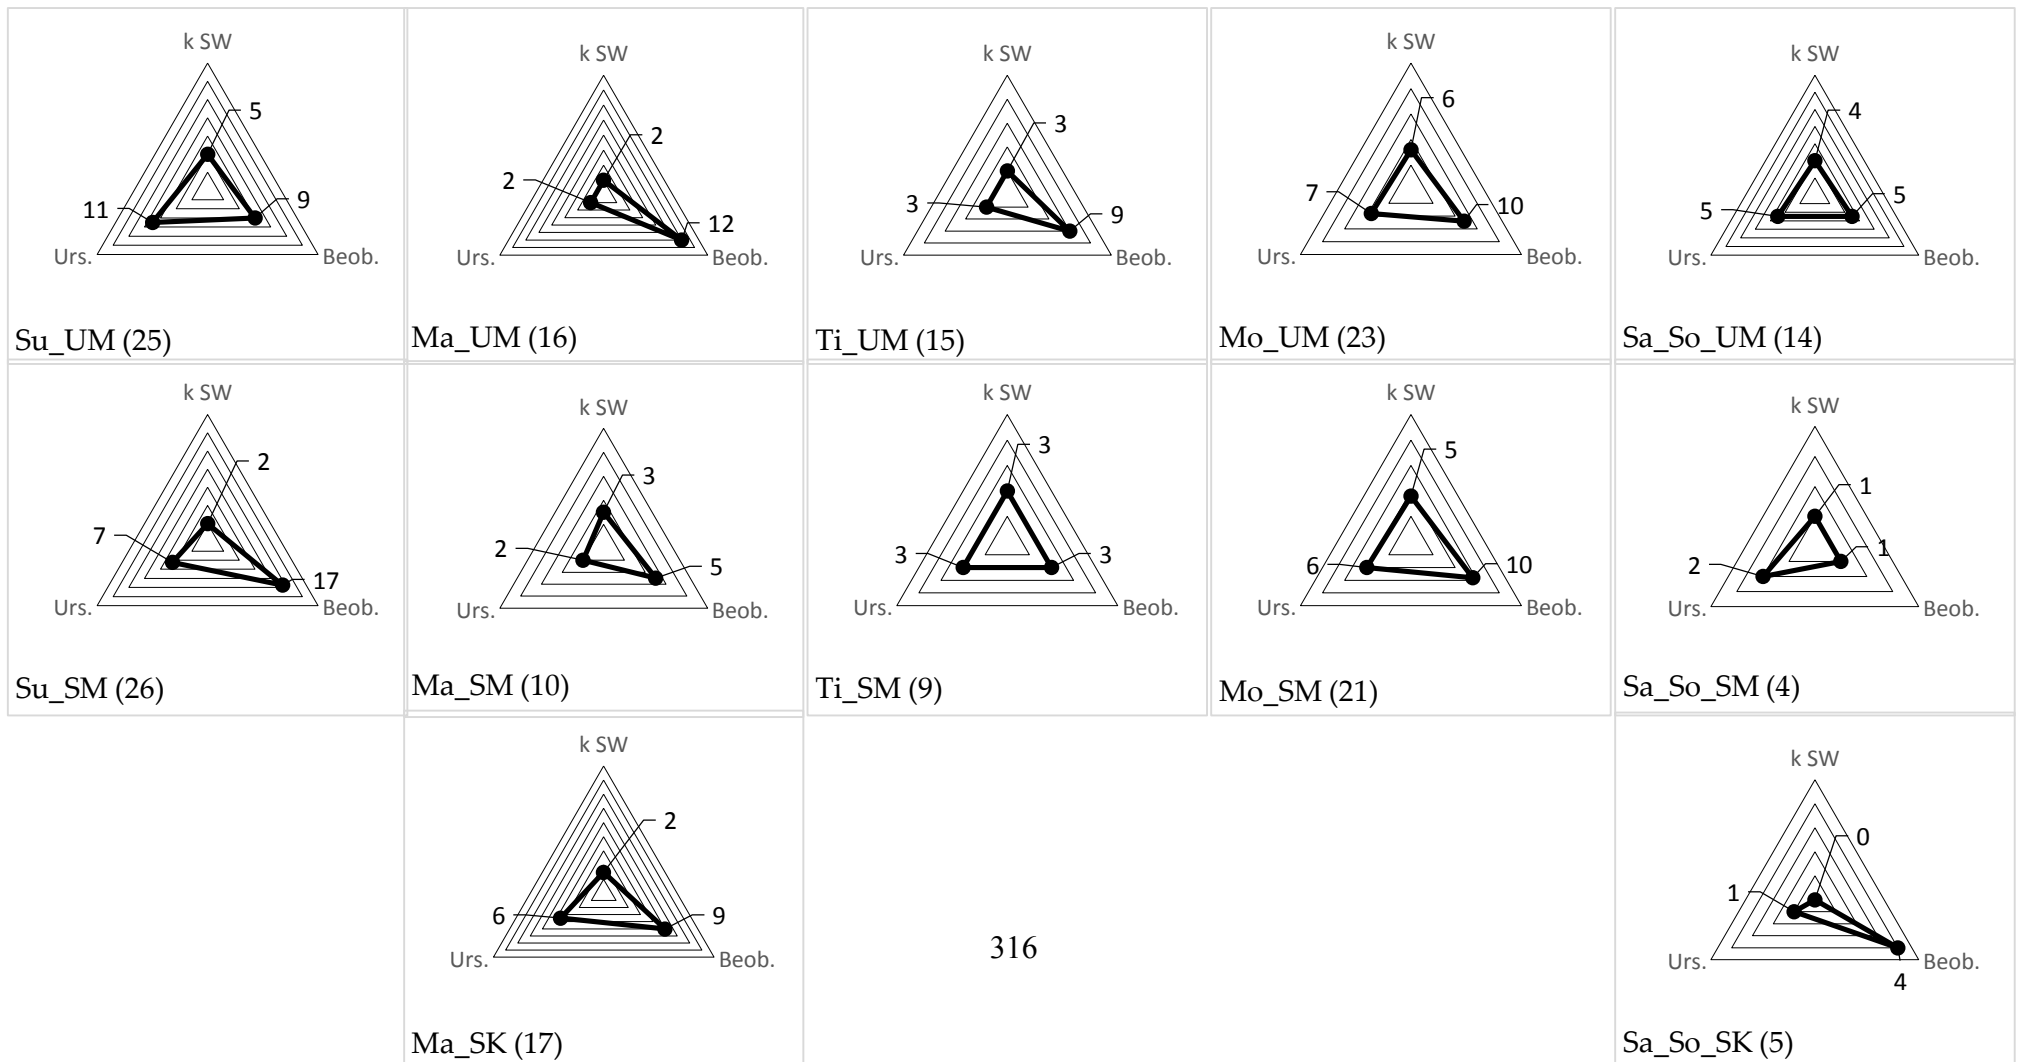 k SW
5
11
9
Urs.
Beob.
Su_UM (25)
k SW
2
2
12
Urs.
Beob.
Ma_UM (16)
k SW
3
3
9
Urs.
Beob.
Ti_UM (15)
k SW
6
7
10
Urs.
Beob.
Mo_UM (23)
k SW
4
5
5
Urs.
Beob.
Sa_So_UM (14)
k SW
2
7
17
Urs.
Beob.
Su_SM (26)
k SW
3
2
5
Urs.
Beob.
Ma_SM (10)
k SW
3
3
3
Urs.
Beob.
Ti_SM (9)
k SW
5
6
10
Urs.
Beob.
Mo_SM (21)
k SW
1
2
1
Urs.
Beob.
Sa_So_SM (4)
k SW
2
6
9
Urs.
Beob.
Ma_SK (17)
316
k SW
0
1
Urs.
Beob.
4
Sa_So_SK (5)